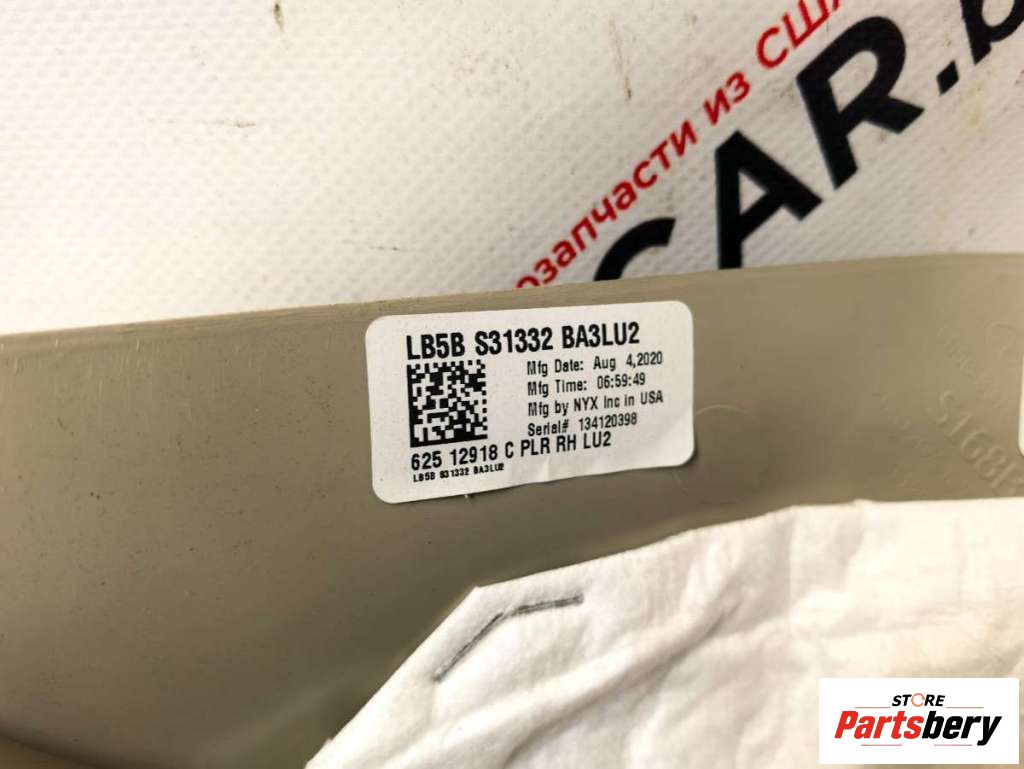 озапчасти из США
CAR.b
LB5B S31332 BA3LU2
Mfg Date: Aug 4,2020
Mfg Time: 06:59:49
Mfg by NYX Inc in USA
Serial# 134120398
625 12918 C PLR RH LU2
LB5B S31332 BA3LU2
STORE
Partsbery